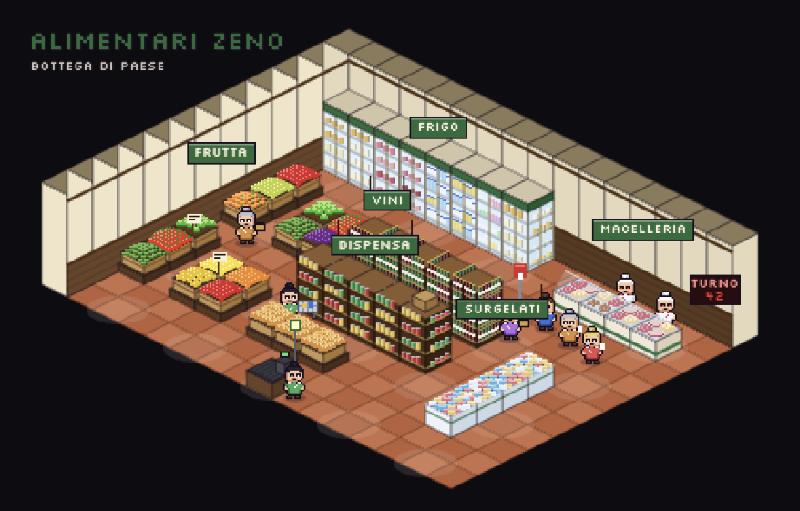 ALIMENTARI ZENO
BOTTEGA DI PAESE
FRIGO
FRUTTA
VINI
MACELLERIA
DISPENSA
TURNO
42
SURGELATI